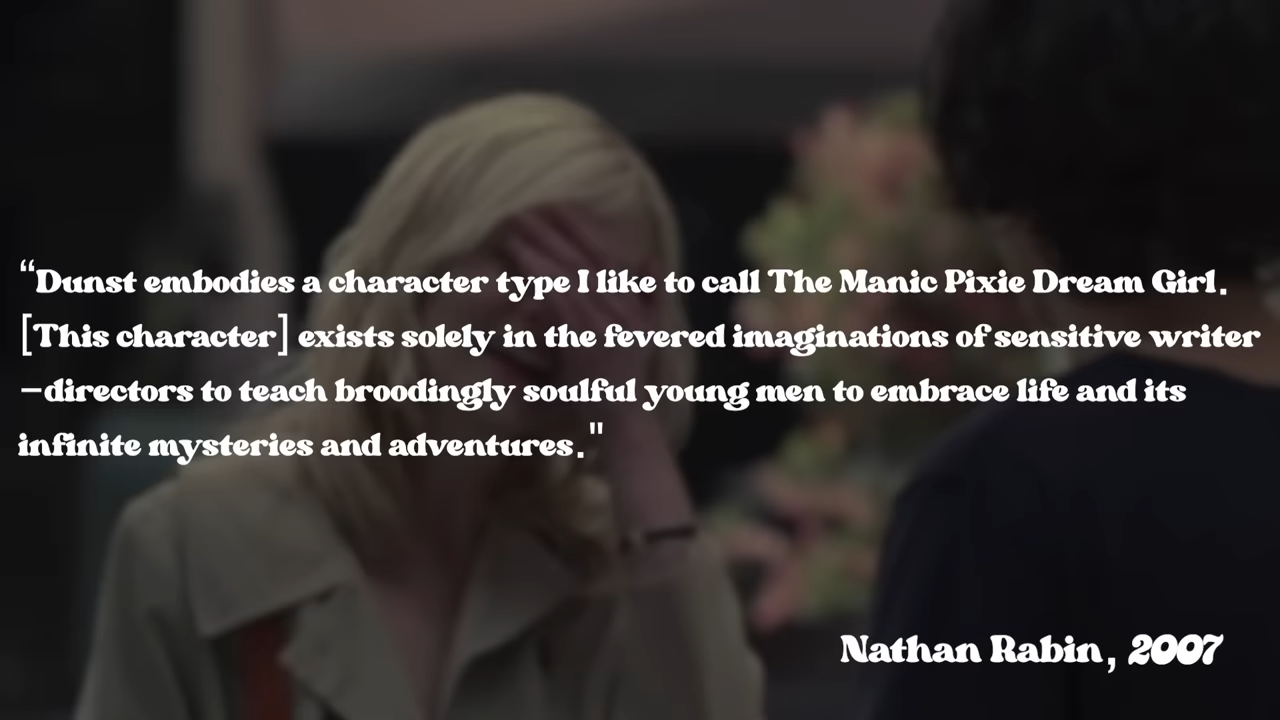 “Dunst embodies a character type I like to call The Manic Pixie Dream Girl.
[This character] exists solely in the fevered imaginations of sensitive writer
–directors to teach broodingly soulful young men to embrace life and its
infinite mysteries and adventures."
Nathan Rabin, 2007